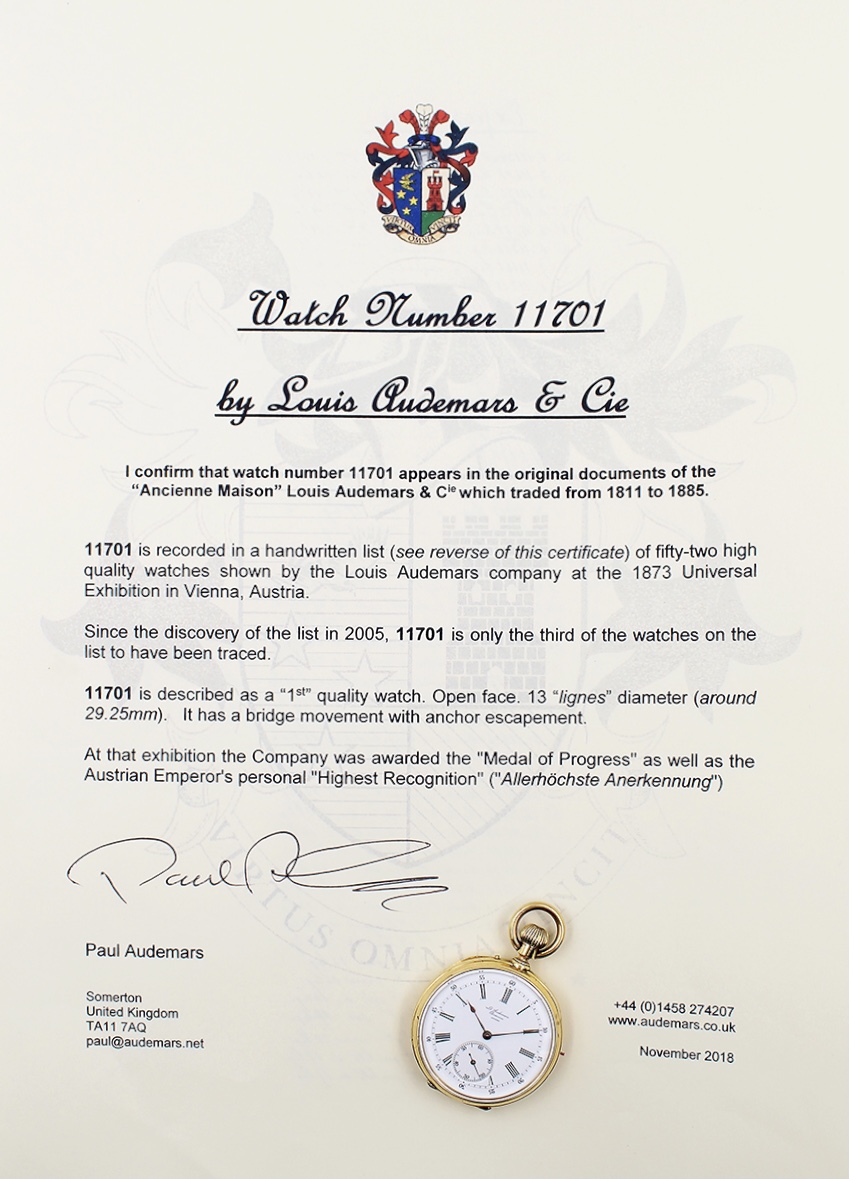 VIRTUS OMNIA VINCIT
Watch Number 11701
by Louis Audemars & Cie
I confirm that watch number 11701 appears in the original documents of the
“Ancienne Maison” Louis Audemars & Cie which traded from 1811 to 1885.
11701 is recorded in a handwritten list (see reverse of this certificate) of fifty-two high
quality watches shown by the Louis Audemars company at the 1873 Universal
Exhibition in Vienna, Austria.
Since the discovery of the list in 2005, 11701 is only the third of the watches on the
list to have been traced.
11701 is described as a “1st” quality watch. Open face. 13 “lignes” diameter (around
29.25mm). It has a bridge movement with anchor escapement.
At that exhibition the Company was awarded the "Medal of Progress" as well as the
Austrian Emperor's personal "Highest Recognition" ("Allerhöchste Anerkennung")
VIRTUS OMNIA VINCIT
Paul
Paul Audemars
Somerton
United Kingdom
TA11 7AQ
paul@audemars.net
+44 (0)1458 274207
www.audemars.co.uk
November 2018